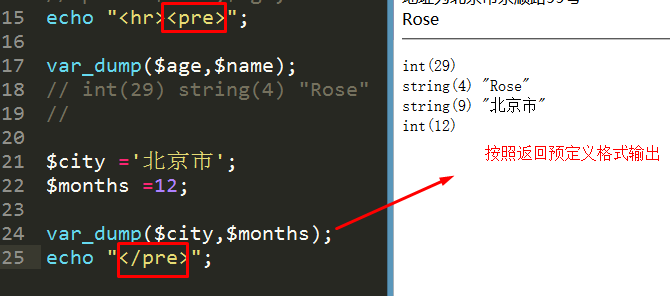 15 echo "<hr><pre>";
16
17 var_dump($age,$name);
18 // int(29) string(4) "Rose"
19 //
20
21 $city ='北京市';
22 $months =12;
23
24 var_dump($city,$months);
25 echo "</pre>";
Rose
int(29)
string(4) "Rose"
string(9) "北京市"
int(12)
按照返回预定义格式输出